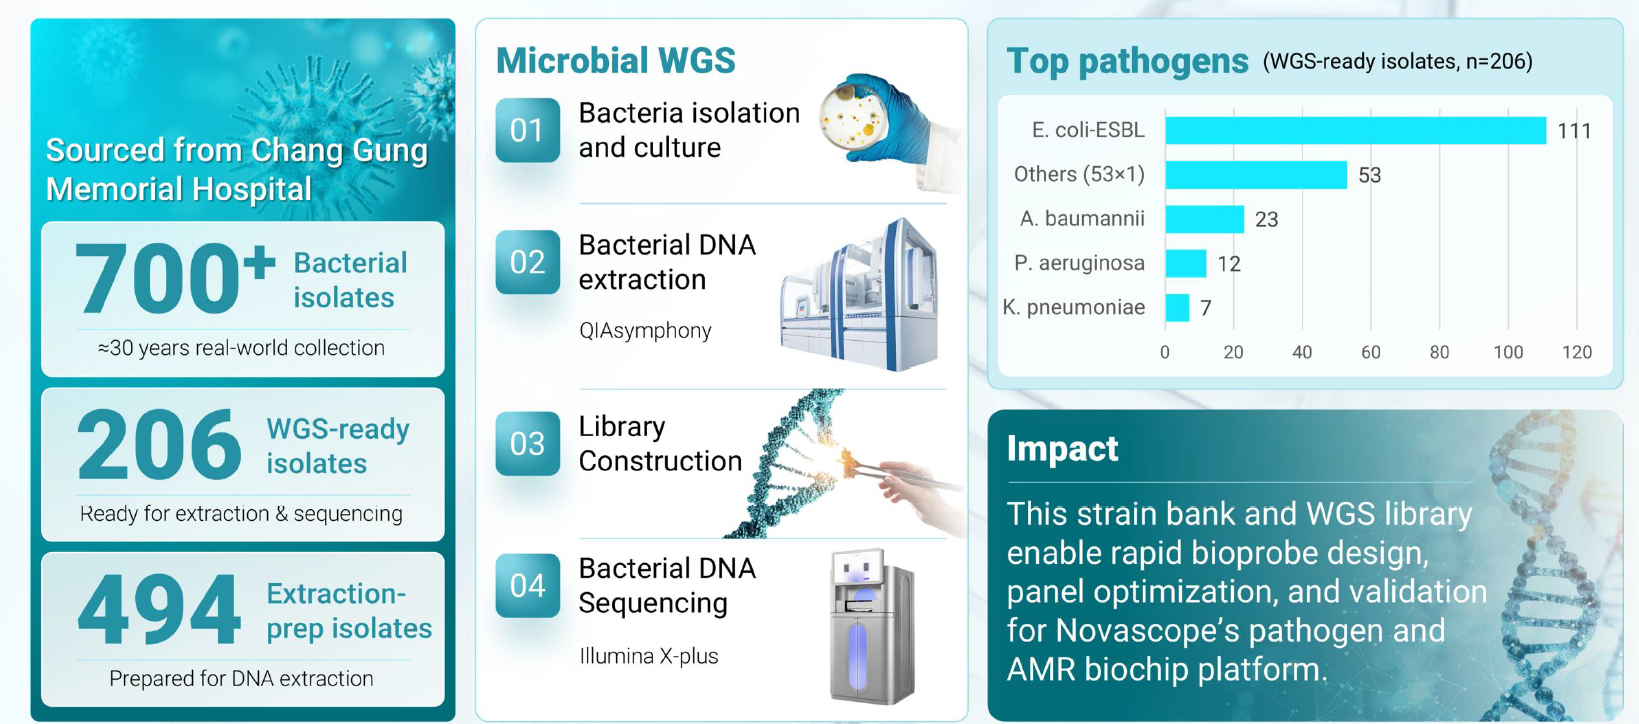 Sourced from Chang Gung
Memorial Hospital
700+ Bacterial
isolates
≈30 years real-world collection
206 WGS-ready
isolates
Ready for extraction & sequencing
494 Extraction-
prep isolates
Prepared for DNA extraction
Microbial WGS
01 Bacteria isolation
and culture
02 Bacterial DNA
extraction
QIAsymphony
03 Library
Construction
04 Bacterial DNA
Sequencing
Illumina X-plus
Top pathogens (WGS-ready isolates, n=206)
E. coli-ESBL 111
Others (53×1) 53
A. baumannii 23
P. aeruginosa 12
K. pneumoniae 7
0 20 40 60 80 100 120
Impact
This strain bank and WGS library
enable rapid bioprobe design,
panel optimization, and validation
for Novascope’s pathogen and
AMR biochip platform.